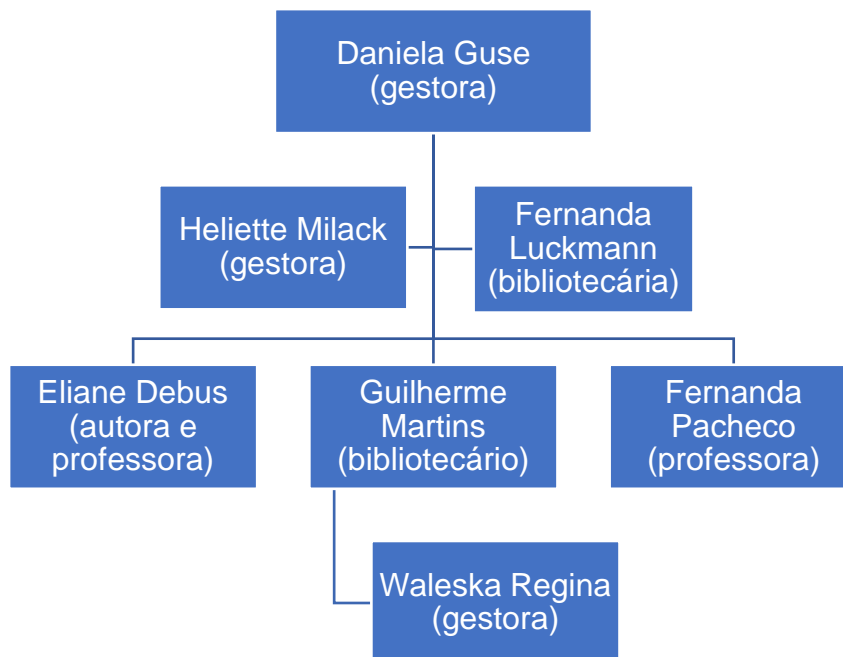 Daniela Guse
(gestora)
Heliette Milack
(gestora)
Fernanda
Luckmann
(bibliotecária)
Eliane Debus
(autora e
professora)
Guilherme
Martins
(bibliotecário)
Fernanda
Pacheco
(professora)
Waleska Regina
(gestora)